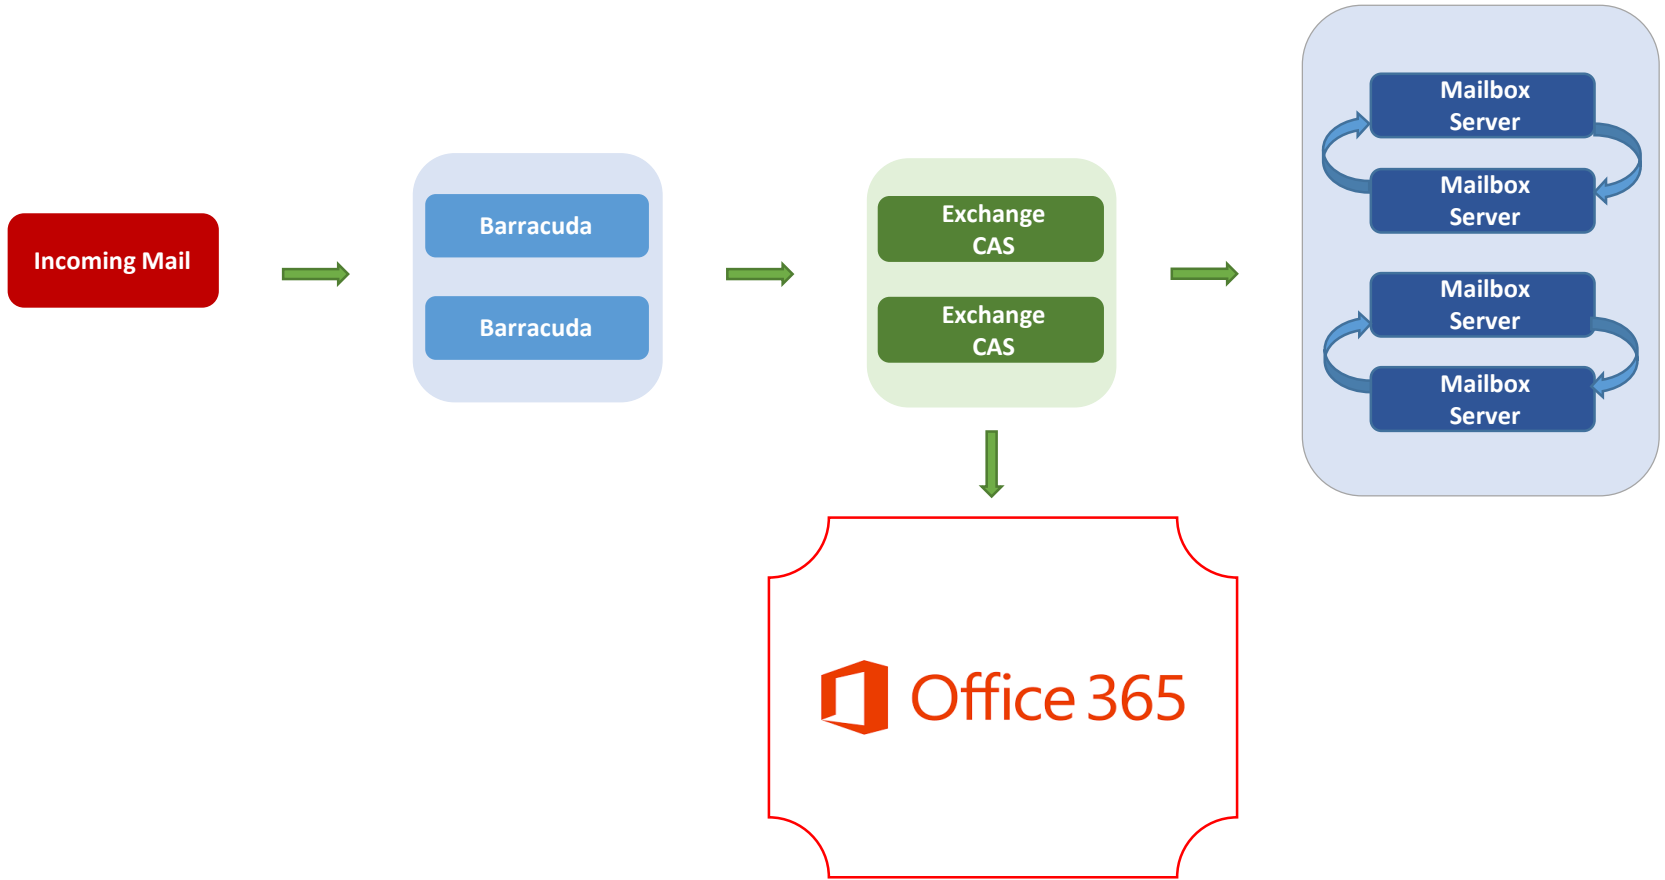 Incoming Mail
Barracuda
Barracuda
Exchange
CAS
Exchange
CAS
Mailbox
Server
Mailbox
Server
Mailbox
Server
Mailbox
Server
Office 365